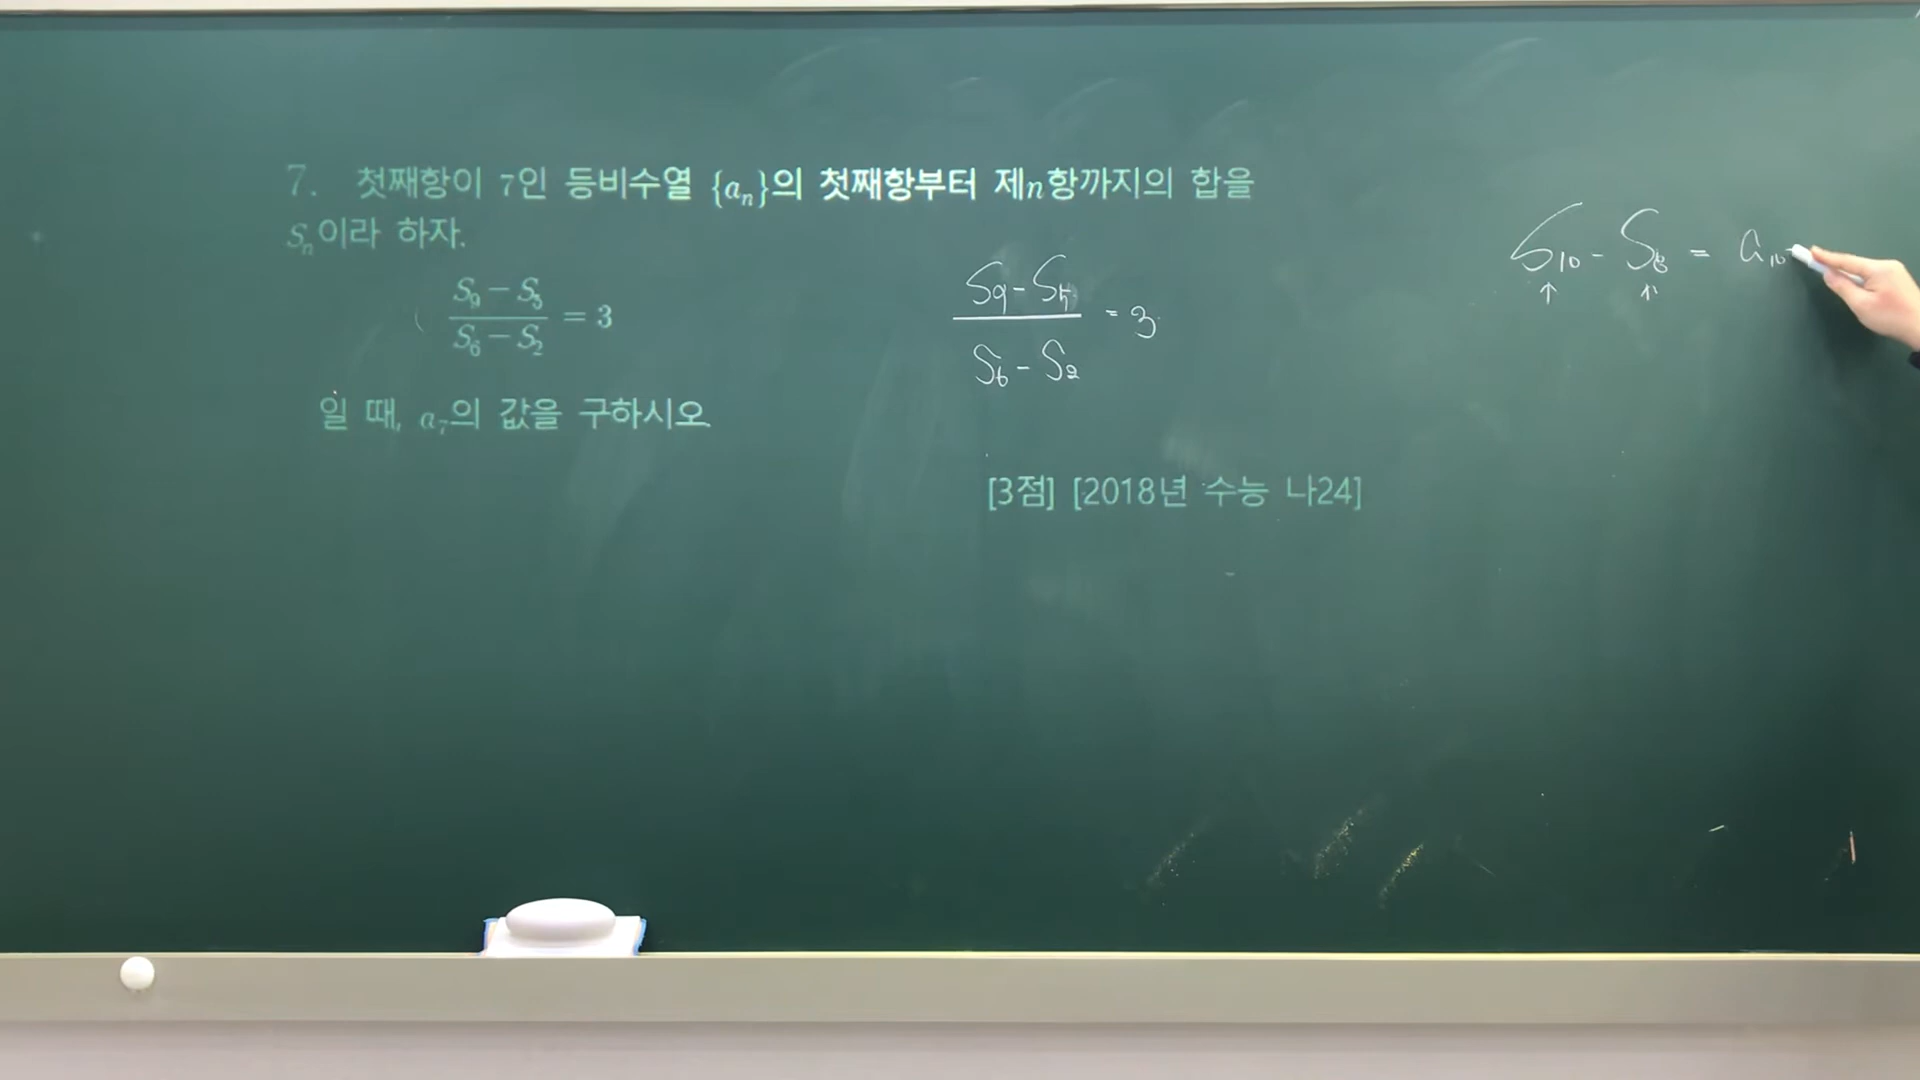 7. 첫째항이 7인 등비수열 {aₙ}의 첫째항부터 제n항까지의 합을
Sₙ이라 하자.
(S₉ − S₅)/(S₆ − S₂) = 3
일 때, a₇의 값을 구하시오.
[3점] [2018년 수능 나24]
(S₉ - S₅)/(S₆ - S₂) = 3
S₁₀ - S₈ = a₁₀
↑ ↑